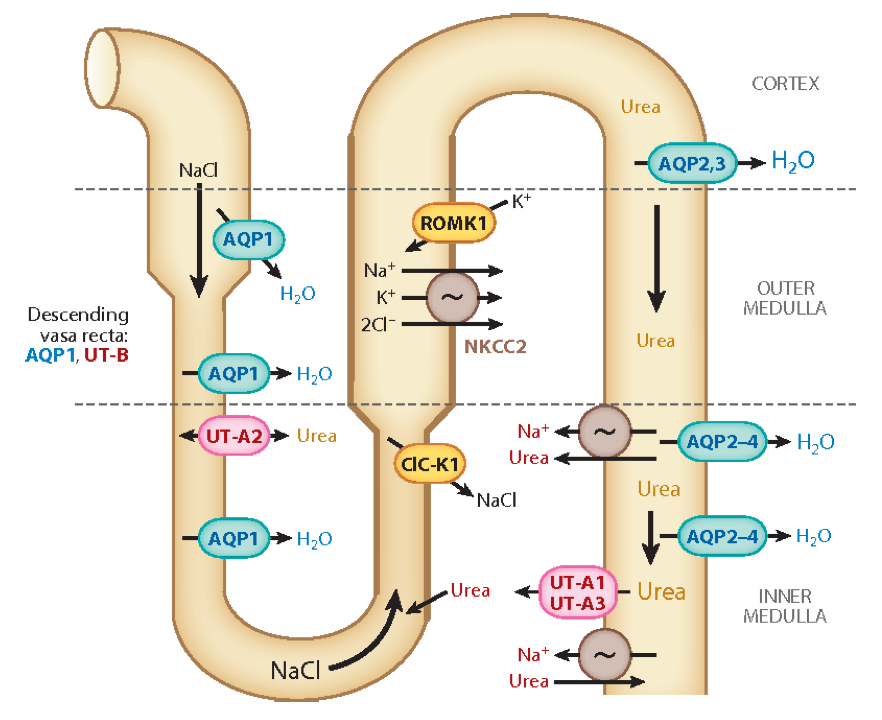 CORTEX
Urea
AQP2,3
H₂O
NaCl
AQP1
H₂O
ROMK1
K⁺
Na⁺
K⁺
2Cl⁻
~
NKCC2
OUTER
MEDULLA
Urea
Descending
vasa recta:
AQP1, UT-B
AQP1
H₂O
UT-A2
Urea
ClC-K1
NaCl
Na⁺
Urea
~
AQP2–4
H₂O
Urea
AQP1
H₂O
AQP2–4
H₂O
Urea
UT-A1
UT-A3
Urea
INNER
MEDULLA
NaCl
Na⁺
Urea
~